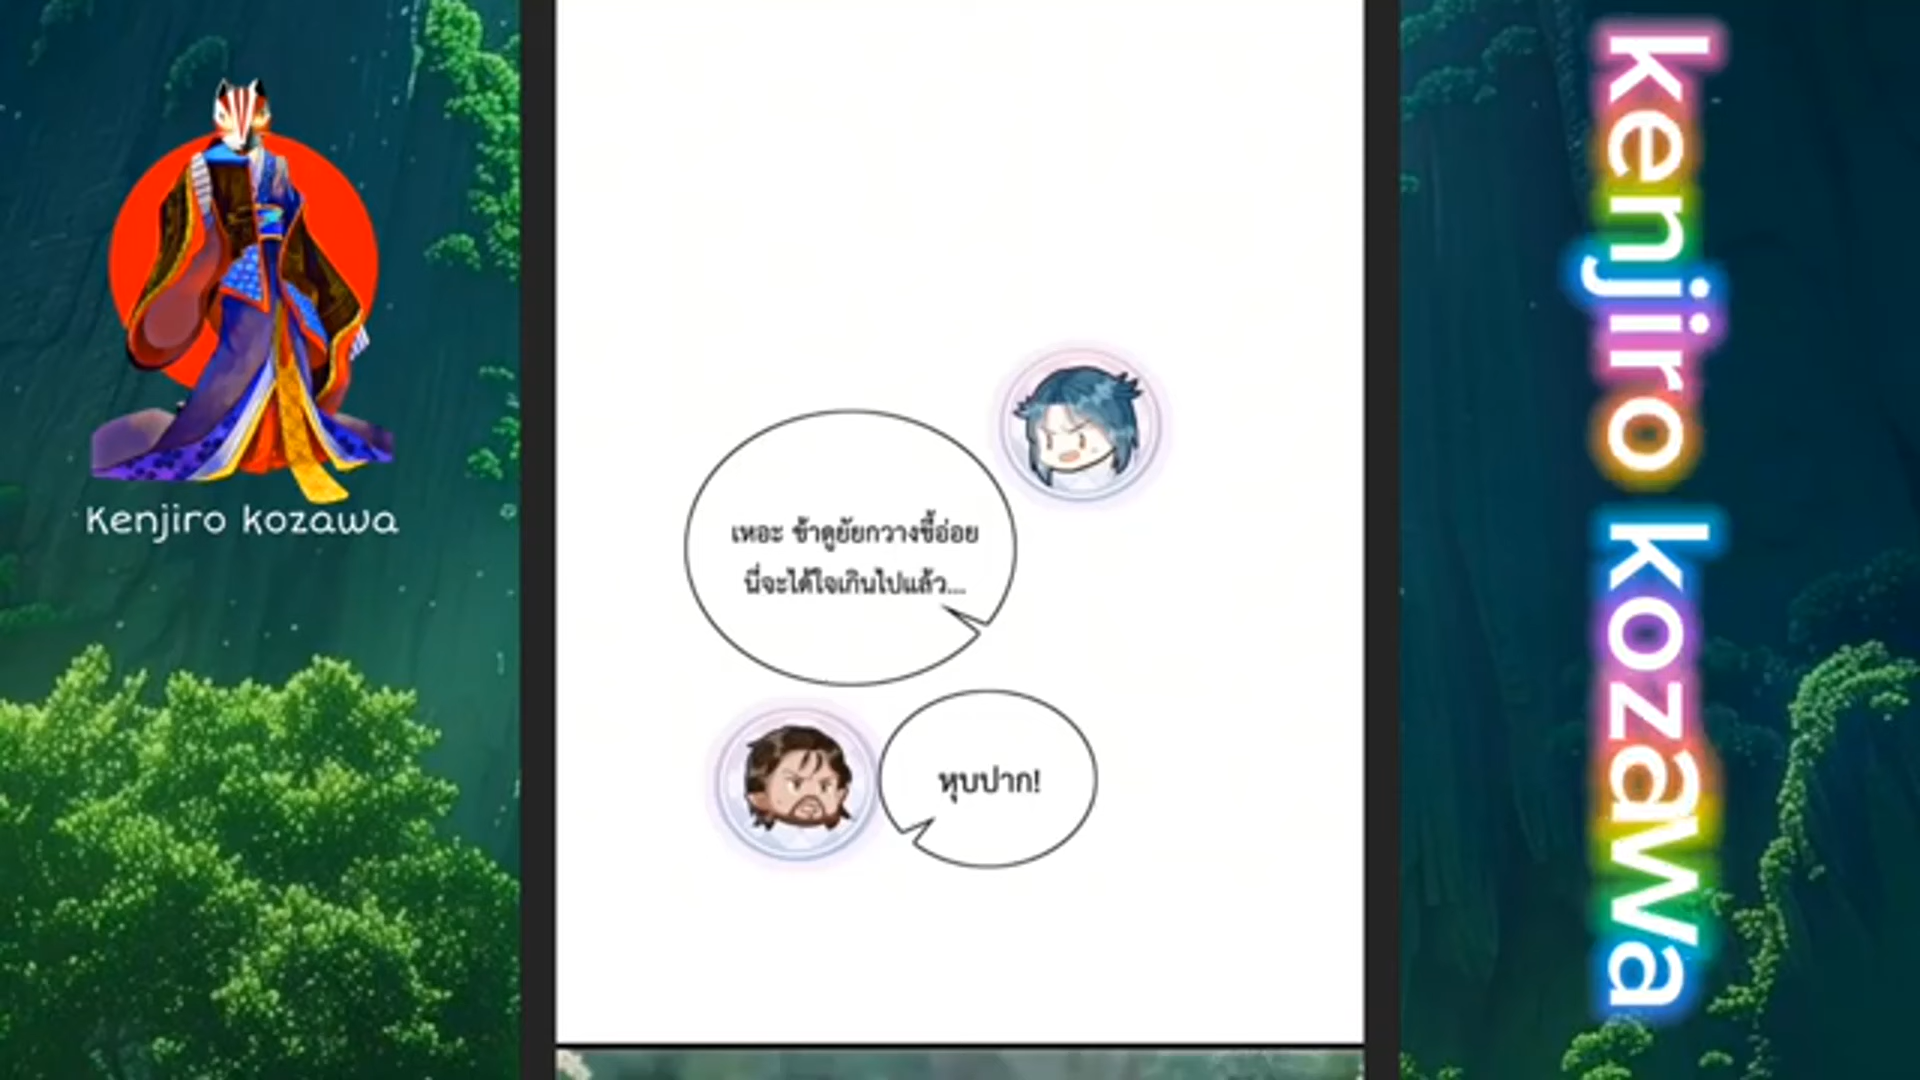 Kenjiro kozawa
เหอะ ข้าดูยัยกวางขี้อ่อย
นี่จะได้ใจเกินไปแล้ว...
หุบปาก!
kenjiro kozawa